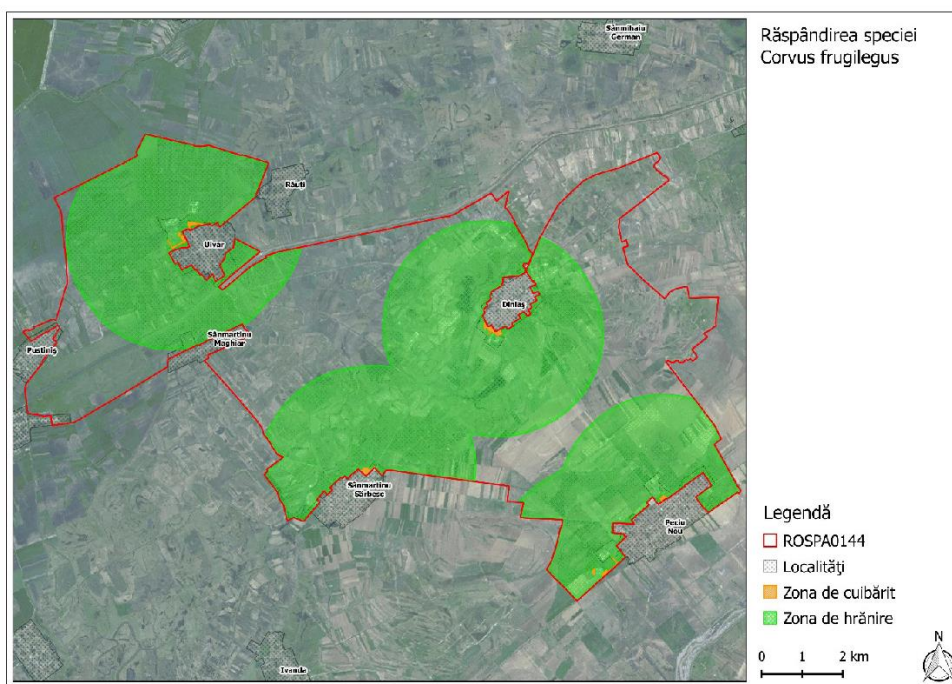 Răspândirea speciei
Corvus frugilegus
Sânmihaiu
German
Răuți
Uivar
Diniaș
Pustiniș
Sânmartinu
Maghiar
Sânmartinu
Sârbesc
Peciu
Nou
Ivanda
Legendă
ROSPA0144
Localități
Zona de cuibărit
Zona de hrănire
0 1 2 km
N